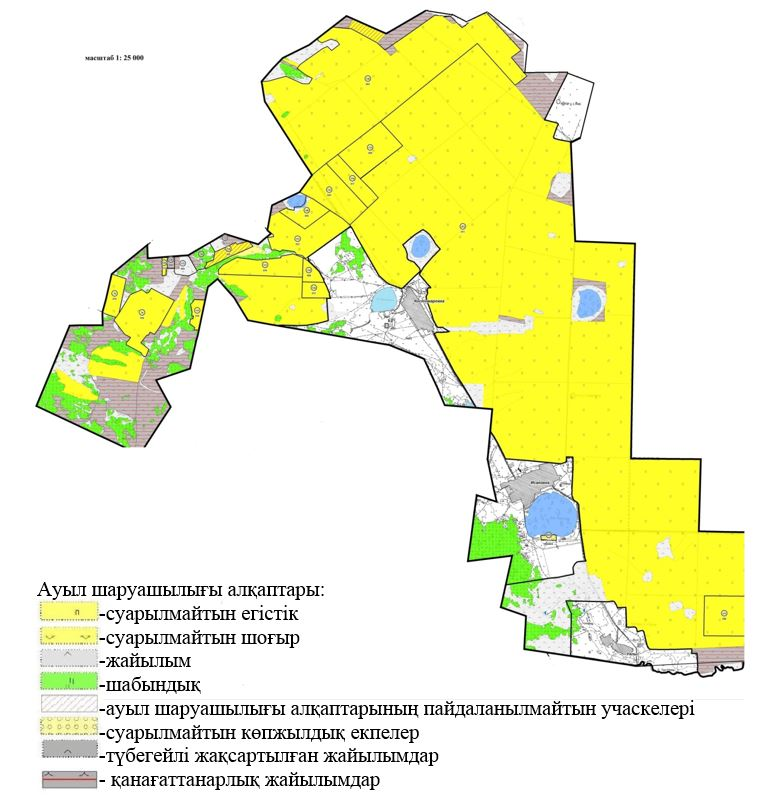 масштаб 1: 25 000
Ауыл шаруашылығы алқаптары:
-суарылмайтын егістік
-суарылмайтын шоғыр
-жайылым
-шабындық
-ауыл шаруашылығы алқаптарының пайдаланылмайтын учаскелері
-суарылмайтын көпжылдық екпелер
-түбегейлі жақсартылған жайылымдар
- қанағаттанарлық жайылымдар